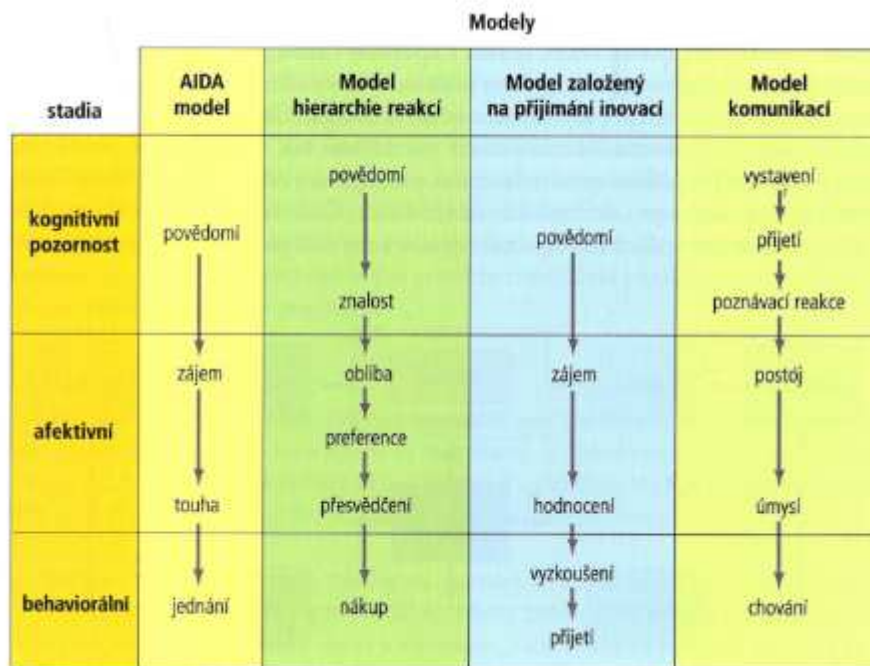 Modely
stadia
AIDA
model
Model
hierarchie reakcí
Model založený
na přijímání inovací
Model
komunikací
kognitivní
pozornost
povědomí
povědomí
znalost
povědomí
vystavení
přijetí
poznávací reakce
afektivní
zájem
touha
obliba
preference
přesvědčení
zájem
hodnocení
postój
úmysl
behaviorální
jednání
nákup
vyzkoušení
přijetí
chování